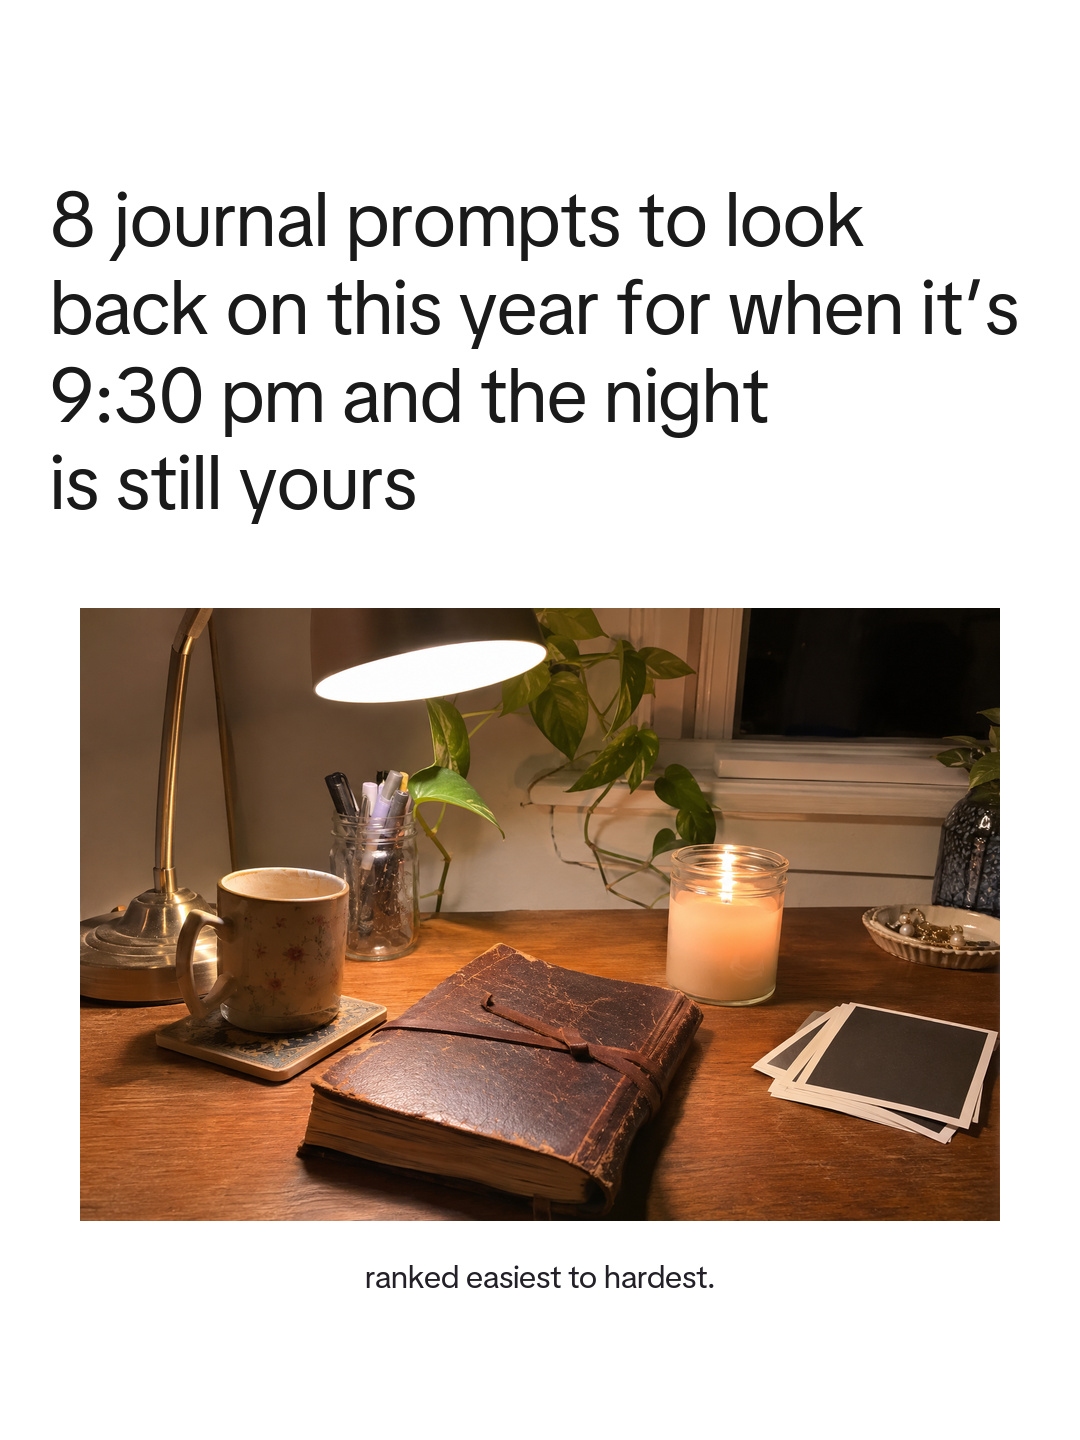 8 journal prompts to look
back on this year for when it’s
9:30 pm and the night
is still yours
ranked easiest to hardest.